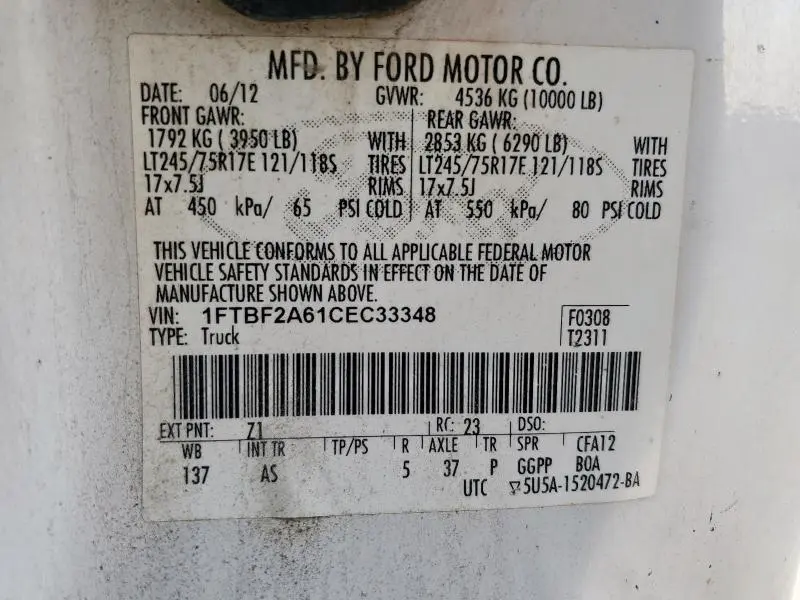 MFD. BY FORD MOTOR CO.
DATE: 06/12 GVWR: 4536 KG (10000 LB)
FRONT GAWR: REAR GAWR:
1792 KG ( 3950 LB) WITH 2853 KG ( 6290 LB) WITH
LT245/75R17E 121/118S TIRES LT245/75R17E 121/118S TIRES
17x7.5J RIMS 17x7.5J RIMS
AT 450 kPa/ 65 PSI COLD AT 550 kPa/ 80 PSI COLD
THIS VEHICLE CONFORMS TO ALL APPLICABLE FEDERAL MOTOR
VEHICLE SAFETY STANDARDS IN EFFECT ON THE DATE OF
MANUFACTURE SHOWN ABOVE.
VIN: 1FTBF2A61CEC33348 F0308
TYPE: Truck T2311
EXT PNT: Z1 RC: 23 DSO:
WB INT TR TP/PS R AXLE TR SPR CFA12
137 AS 5 37 P GGPP BOA
UTC 5U5A-1520472-BA